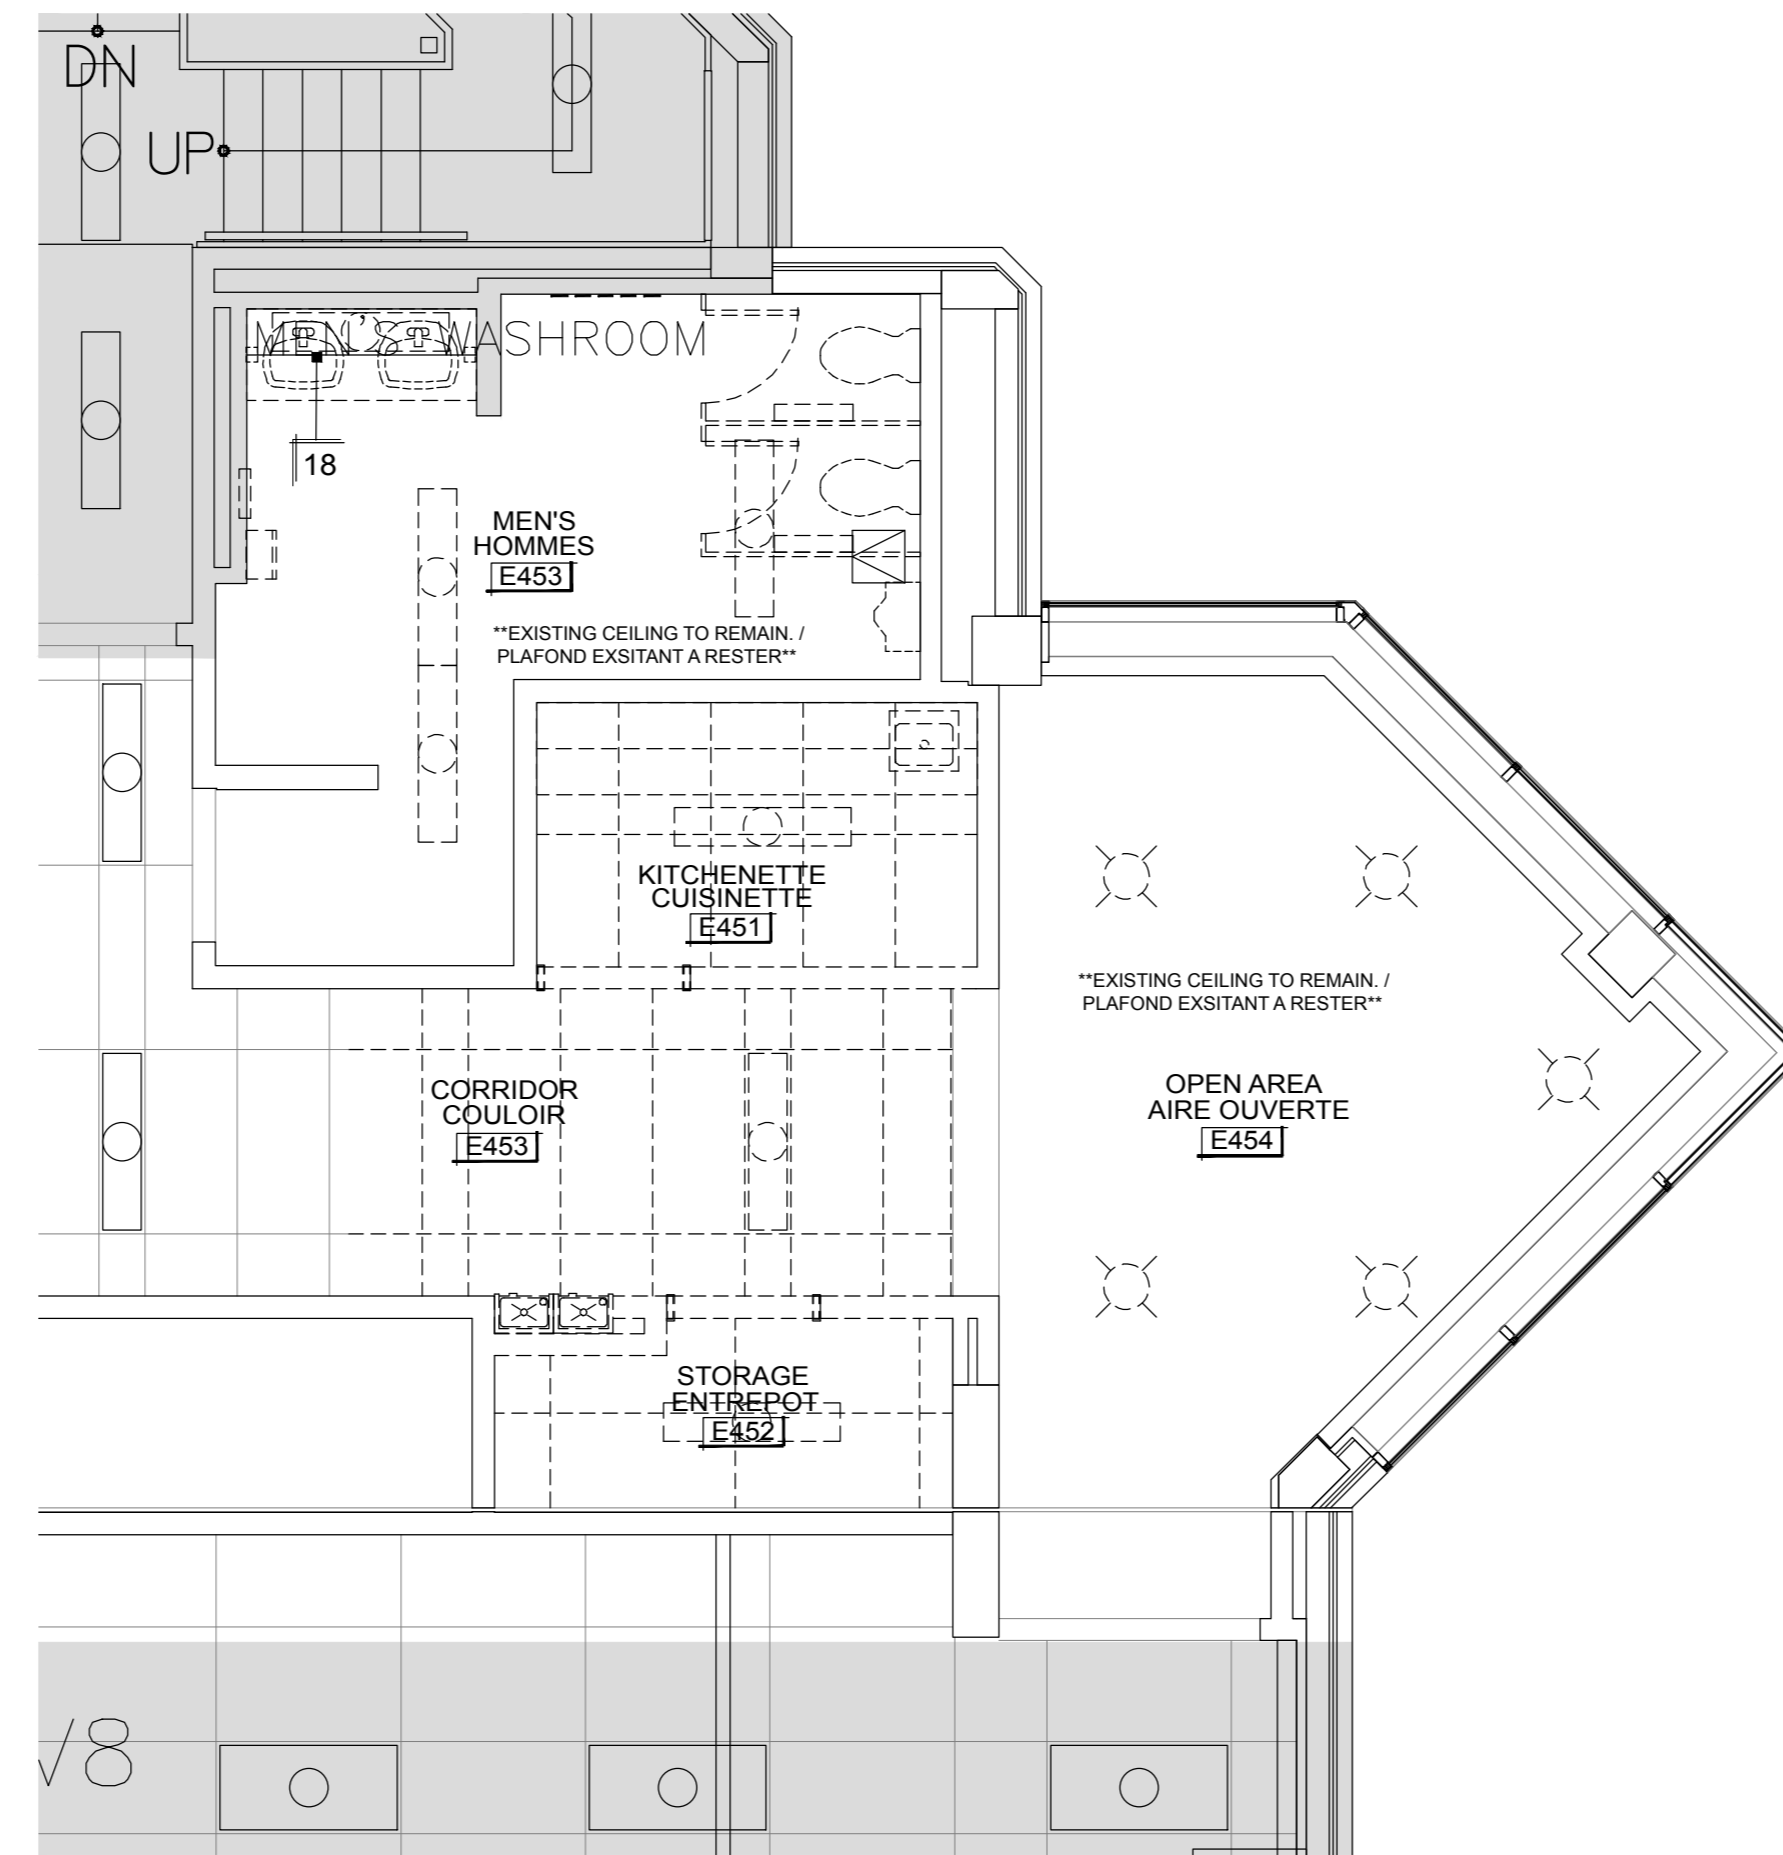 DN
UP
MEN'S WASHROOM
18
MEN'S
HOMMES
E453
**EXISTING CEILING TO REMAIN. /
PLAFOND EXSITANT A RESTER**
KITCHENETTE
CUISINETTE
E451
**EXISTING CEILING TO REMAIN. /
PLAFOND EXSITANT A RESTER**
CORRIDOR
COULOIR
E453
OPEN AREA
AIRE OUVERTE
E454
STORAGE
ENTREPOT
E452
V8